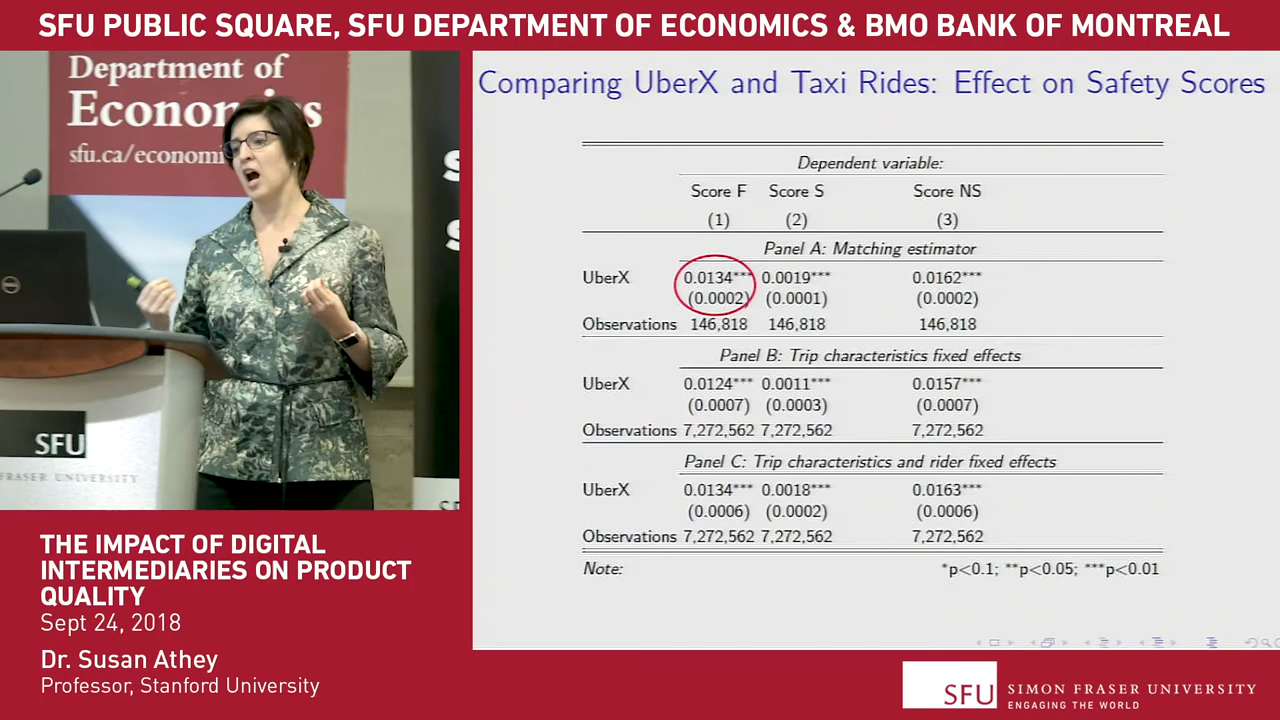 SFU PUBLIC SQUARE, SFU DEPARTMENT OF ECONOMICS & BMO BANK OF MONTREAL
Department of
Economics
sfu.ca/economi
SFU
FRASER UNIVERSITY
Comparing UberX and Taxi Rides: Effect on Safety Scores
Dependent variable:
Score F Score S Score NS
(1) (2) (3)
Panel A: Matching estimator
UberX 0.0134*** 0.0019*** 0.0162***
(0.0002) (0.0001) (0.0002)
Observations 146,818 146,818 146,818
Panel B: Trip characteristics fixed effects
UberX 0.0124*** 0.0011*** 0.0157***
(0.0007) (0.0003) (0.0007)
Observations 7,272,562 7,272,562 7,272,562
Panel C: Trip characteristics and rider fixed effects
UberX 0.0134*** 0.0018*** 0.0163***
(0.0006) (0.0002) (0.0006)
Observations 7,272,562 7,272,562 7,272,562
Note: *p<0.1; **p<0.05; ***p<0.01
THE IMPACT OF DIGITAL
INTERMEDIARIES ON PRODUCT
QUALITY
Sept 24, 2018
Dr. Susan Athey
Professor, Stanford University
SFU SIMON FRASER UNIVERSITY
ENGAGING THE WORLD